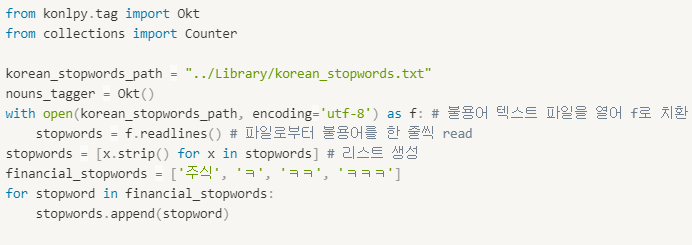 from konlpy.tag import Okt
from collections import Counter

korean_stopwords_path = "../Library/korean_stopwords.txt"
nouns_tagger = Okt()
with open(korean_stopwords_path, encoding='utf-8') as f: # 불용어 텍스트 파일을 열어 f로 치환
    stopwords = f.readlines() # 파일로부터 불용어를 한 줄씩 read
stopwords = [x.strip() for x in stopwords] # 리스트 생성
financial_stopwords = ['주식', 'ㅋ', 'ㅋㅋ', 'ㅋㅋㅋ']
for stopword in financial_stopwords:
    stopwords.append(stopword)